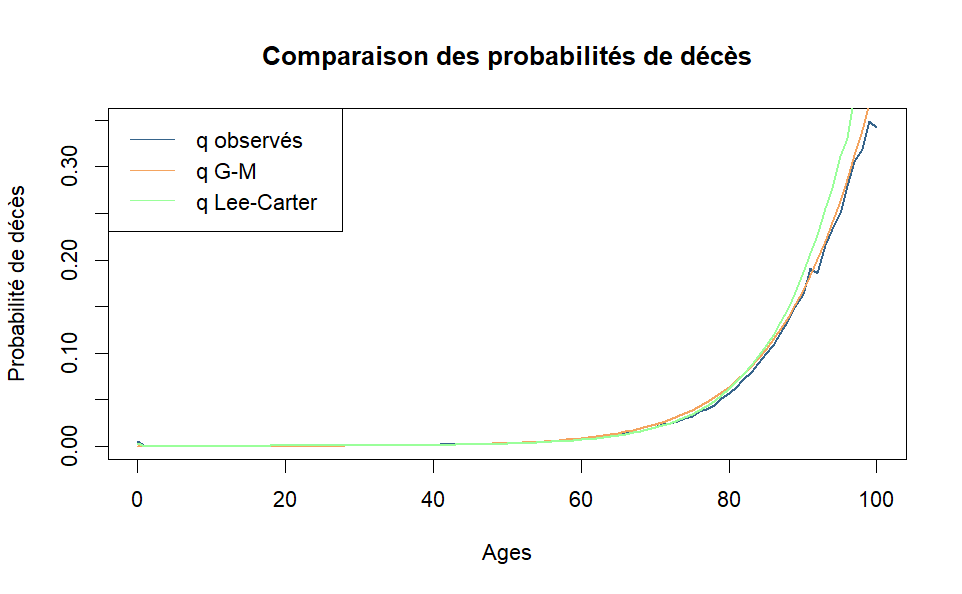 Comparaison des probabilités de décès
q observés
q G-M
q Lee-Carter
Probabilité de décès
0.30
0.20
0.10
0.00
0 20 40 60 80 100
Ages